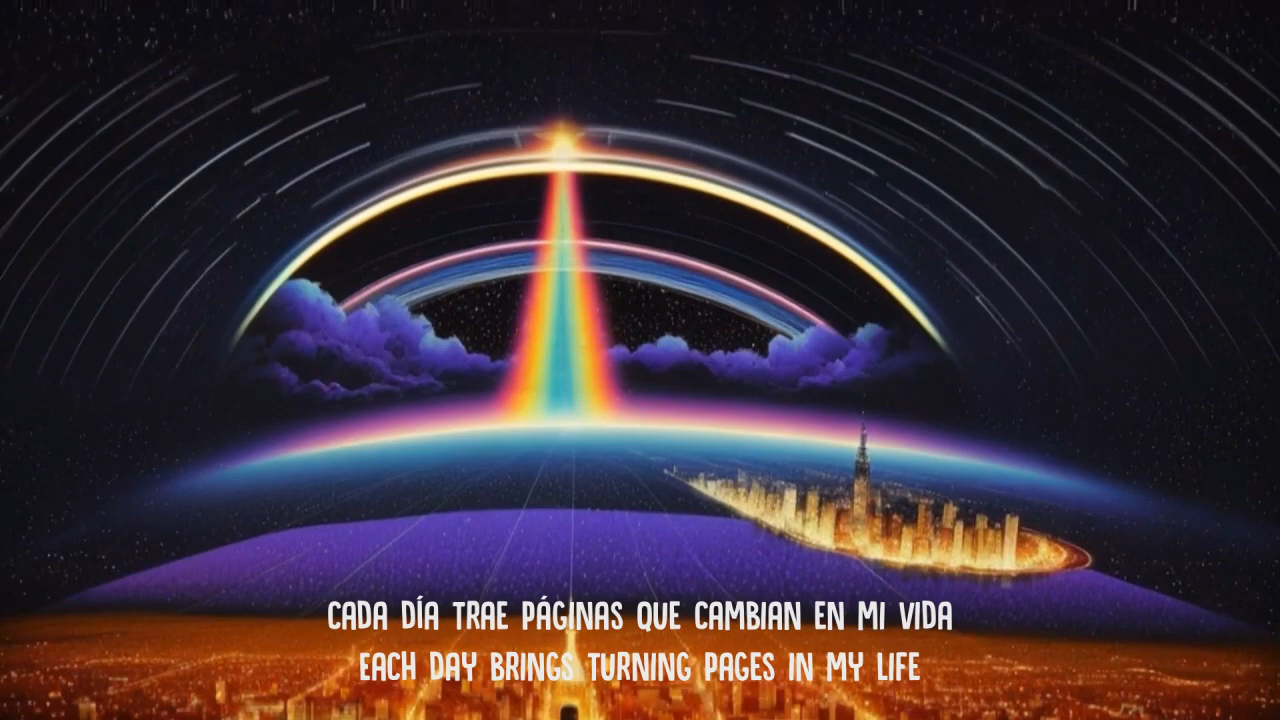 CADA DÍA TRAE PÁGINAS QUE CAMBIAN EN MI VIDA
EACH DAY BRINGS TURNING PAGES IN MY LIFE